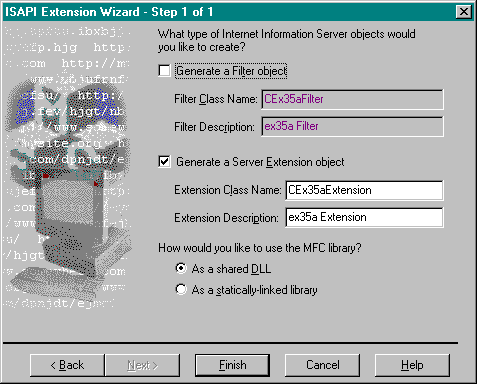 ISAPI Extension Wizard - Step 1 of 1
What type of Internet Information Server objects would
you like to create?
Generate a Filter object
Filter Class Name: CEx35aFilter
Filter Description: ex35a Filter
Generate a Server Extension object
Extension Class Name: CEx35aExtension
Extension Description: ex35a Extension
How would you like to use the MFC library?
As a shared DLL
As a statically-linked library
< Back Next > Finish Cancel Help